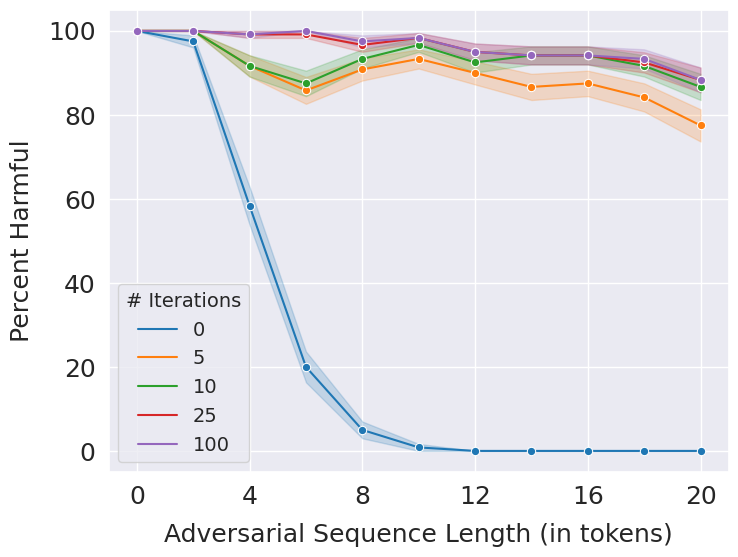 100
80
60
40
20
0
Percent Harmful
# Iterations
0
5
10
25
100
0 4 8 12 16 20
Adversarial Sequence Length (in tokens)